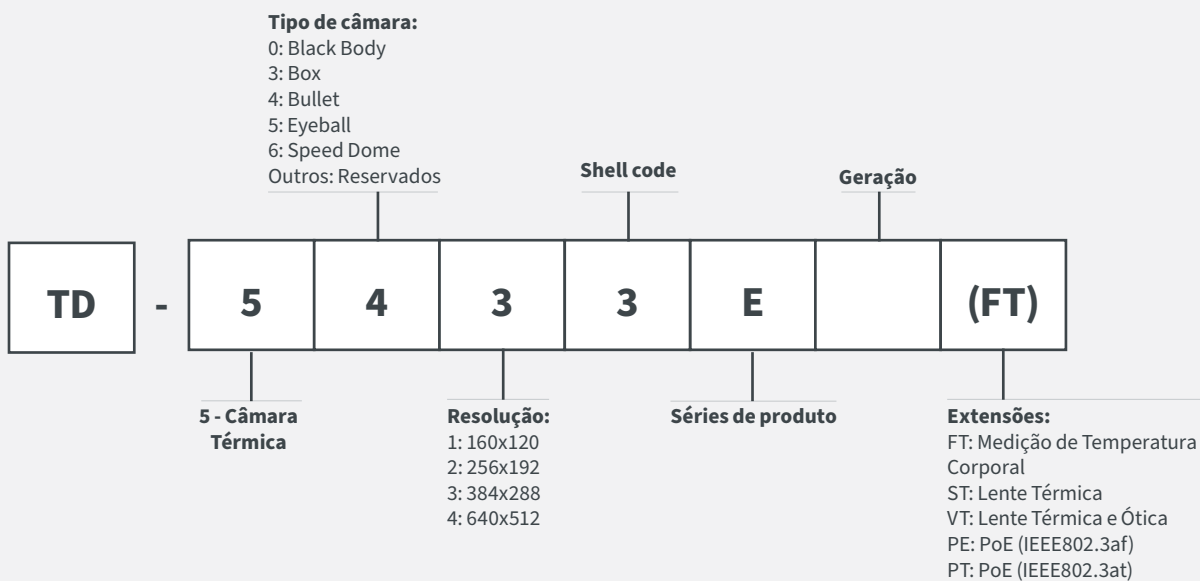 Tipo de câmara:
0: Black Body
3: Box
4: Bullet
5: Eyeball
6: Speed Dome
Outros: Reservados
Shell code
Geração
TD - 5 4 3 3 E (FT)
5 - Câmara
Térmica
Resolução:
1: 160x120
2: 256x192
3: 384x288
4: 640x512
Séries de produto
Extensões:
FT: Medição de Temperatura
Corporal
ST: Lente Térmica
VT: Lente Térmica e Ótica
PE: PoE (IEEE802.3af)
PT: PoE (IEEE802.3at)